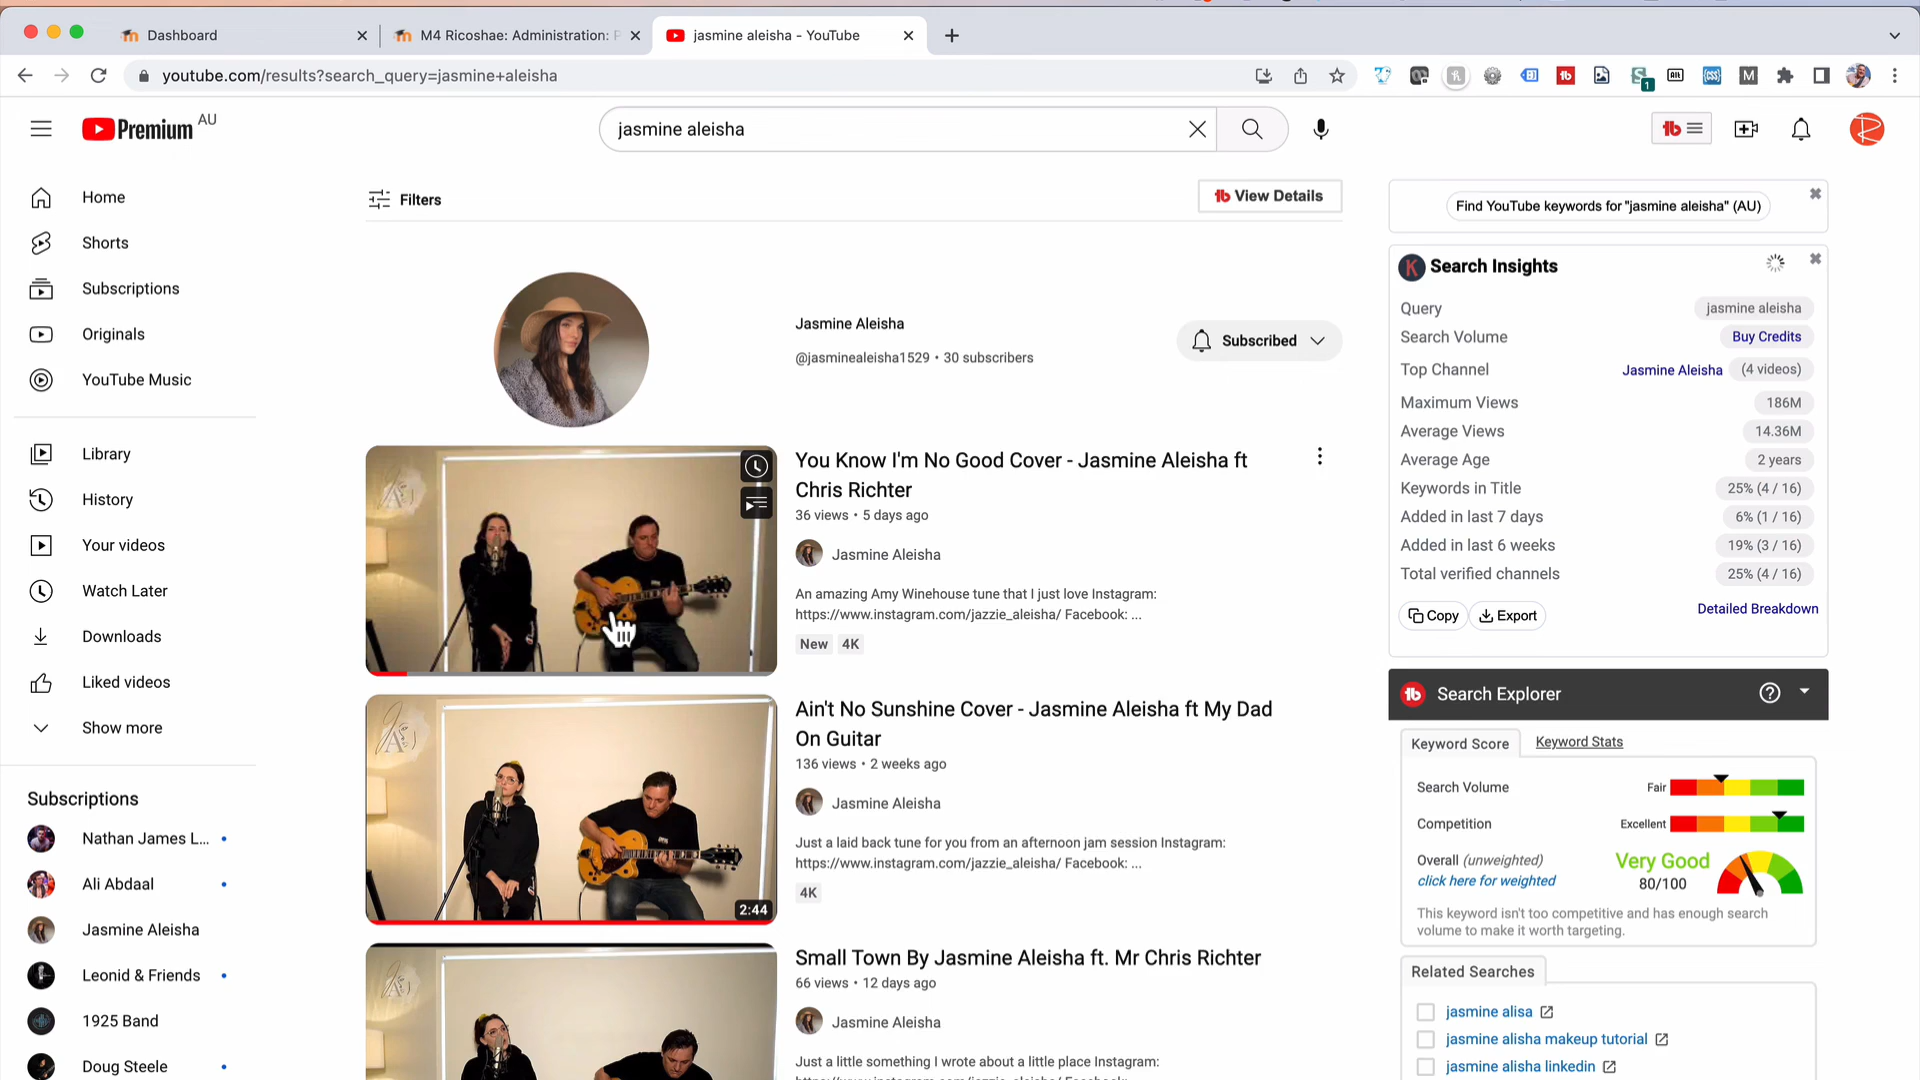 Dashboard
M4 Ricoshae: Administration:
jasmine aleisha - YouTube
youtube.com/results?search_query=jasmine+aleisha
Premium AU
jasmine aleisha
Home
Shorts
Subscriptions
Originals
YouTube Music
Library
History
Your videos
Watch Later
Downloads
Liked videos
Show more
Subscriptions
Nathan James L...
Ali Abdaal
Jasmine Aleisha
Leonid & Friends
1925 Band
Doug Steele
Filters
View Details
Jasmine Aleisha
@jasminealeisha1529 • 30 subscribers
Subscribed
You Know I'm No Good Cover - Jasmine Aleisha ft
Chris Richter
36 views • 5 days ago
Jasmine Aleisha
An amazing Amy Winehouse tune that I just love Instagram:
https://www.instagram.com/jazzie_aleisha/ Facebook: ...
New 4K
2:44
Ain't No Sunshine Cover - Jasmine Aleisha ft My Dad
On Guitar
136 views • 2 weeks ago
Jasmine Aleisha
Just a laid back tune for you from an afternoon jam session Instagram:
https://www.instagram.com/jazzie_aleisha/ Facebook: ...
4K
Small Town By Jasmine Aleisha ft. Mr Chris Richter
66 views • 12 days ago
Jasmine Aleisha
Just a little something I wrote about a little place Instagram:
Find YouTube keywords for "jasmine aleisha" (AU)
Search Insights
Query jasmine aleisha
Search Volume Buy Credits
Top Channel Jasmine Aleisha (4 videos)
Maximum Views 186M
Average Views 14.36M
Average Age 2 years
Keywords in Title 25% (4 / 16)
Added in last 7 days 6% (1 / 16)
Added in last 6 weeks 19% (3 / 16)
Total verified channels 25% (4 / 16)
Copy Export Detailed Breakdown
Search Explorer
Keyword Score Keyword Stats
Search Volume Fair
Competition Excellent
Overall (unweighted) Very Good
click here for weighted 80/100
This keyword isn't too competitive and has enough search
volume to make it worth targeting.
Related Searches
jasmine alisa
jasmine alisha makeup tutorial
jasmine alisha linkedin